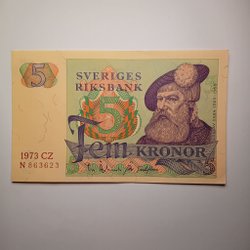 5
SVERIGES
RIKSBANK
5
1973 CZ
N 863623
Fem KRONOR